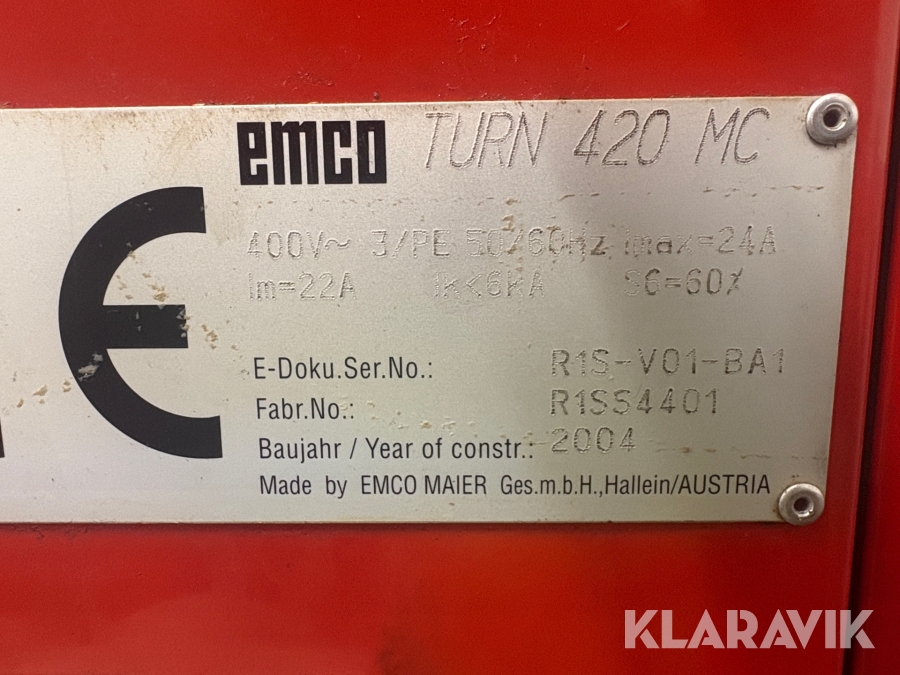 emco TURN 420 MC
400V~ 3/PE 50/60Hz Imax=24A
Im=22A 1k<<6kA S6=60%
E-Doku.Ser.No.: R1S-V01-BA1
Fabr.No.: R1SS4401
Baujahr / Year of constr.: 2004
Made by EMCO MAIER Ges.m.b.H.,Hallein/AUSTRIA
CE
KLARAVIK